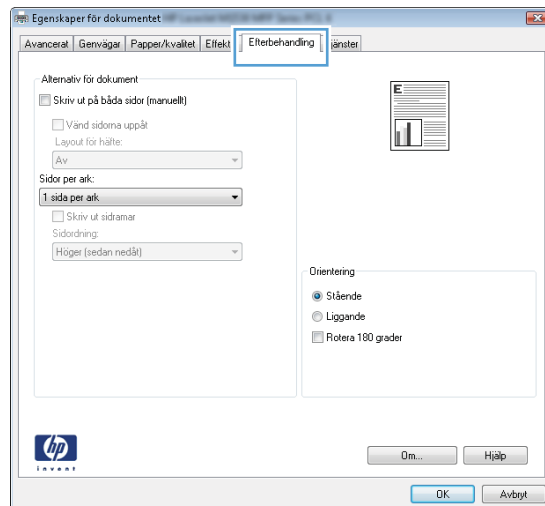 Egenskaper för dokumentet
Avancerat Genvägar Papper/kvalitet Effekt Efterbehandling änster
Alternativ för dokument
Skriv ut på båda sidor (manuellt)
Vänd sidorna uppåt
Layout för häfte:
Av
Sidor per ark:
1 sida per ark
Skriv ut sidramar
Sidordning:
Höger (sedan nedåt)
E
Orientering
Stående
Liggande
Rotera 180 grader
hp
invent
Om... Hjälp
OK Avbryt